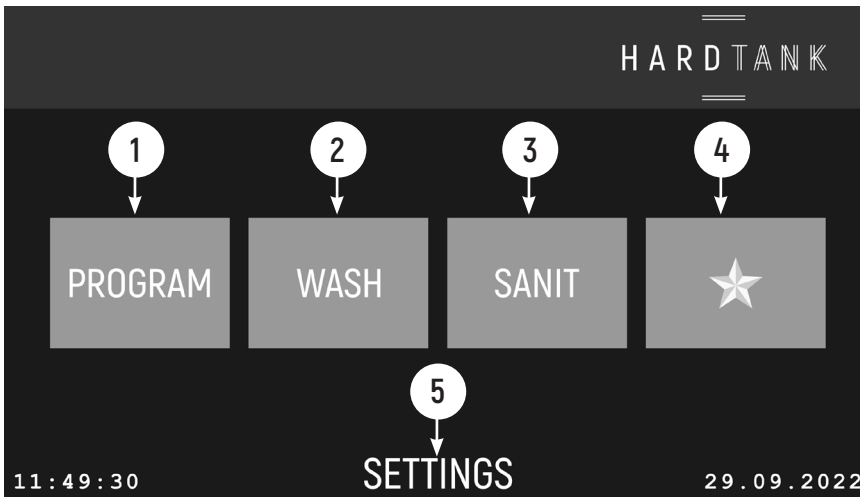 HARDTANK
1 2 3 4
PROGRAM WASH SANIT
5
11:49:30 SETTINGS 29.09.2022